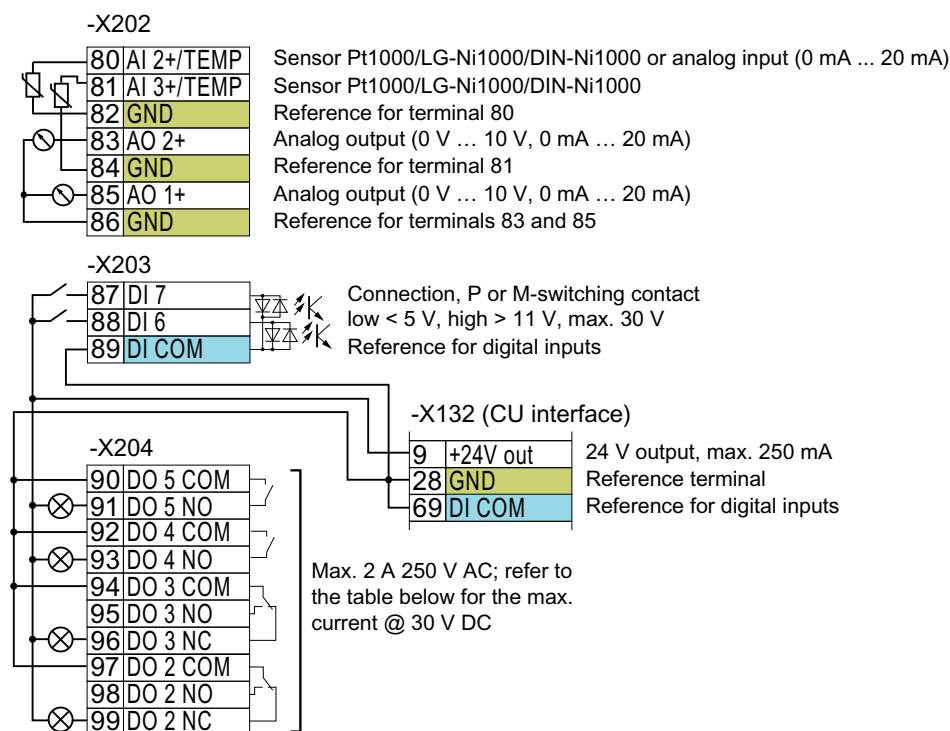 -X202
80 AI 2+/TEMP Sensor Pt1000/LG-Ni1000/DIN-Ni1000 or analog input (0 mA ... 20 mA)
81 AI 3+/TEMP Sensor Pt1000/LG-Ni1000/DIN-Ni1000
82 GND Reference for terminal 80
83 AO 2+ Analog output (0 V … 10 V, 0 mA … 20 mA)
84 GND Reference for terminal 81
85 AO 1+ Analog output (0 V … 10 V, 0 mA … 20 mA)
86 GND Reference for terminals 83 and 85
-X203
87 DI 7 Connection, P or M-switching contact
88 DI 6 low < 5 V, high > 11 V, max. 30 V
89 DI COM Reference for digital inputs
-X132 (CU interface)
9 +24V out 24 V output, max. 250 mA
28 GND Reference terminal
69 DI COM Reference for digital inputs
-X204
90 DO 5 COM
91 DO 5 NO
92 DO 4 COM
93 DO 4 NO
94 DO 3 COM
95 DO 3 NO
96 DO 3 NC
97 DO 2 COM
98 DO 2 NO
99 DO 2 NC
Max. 2 A 250 V AC; refer to
the table below for the max.
current @ 30 V DC